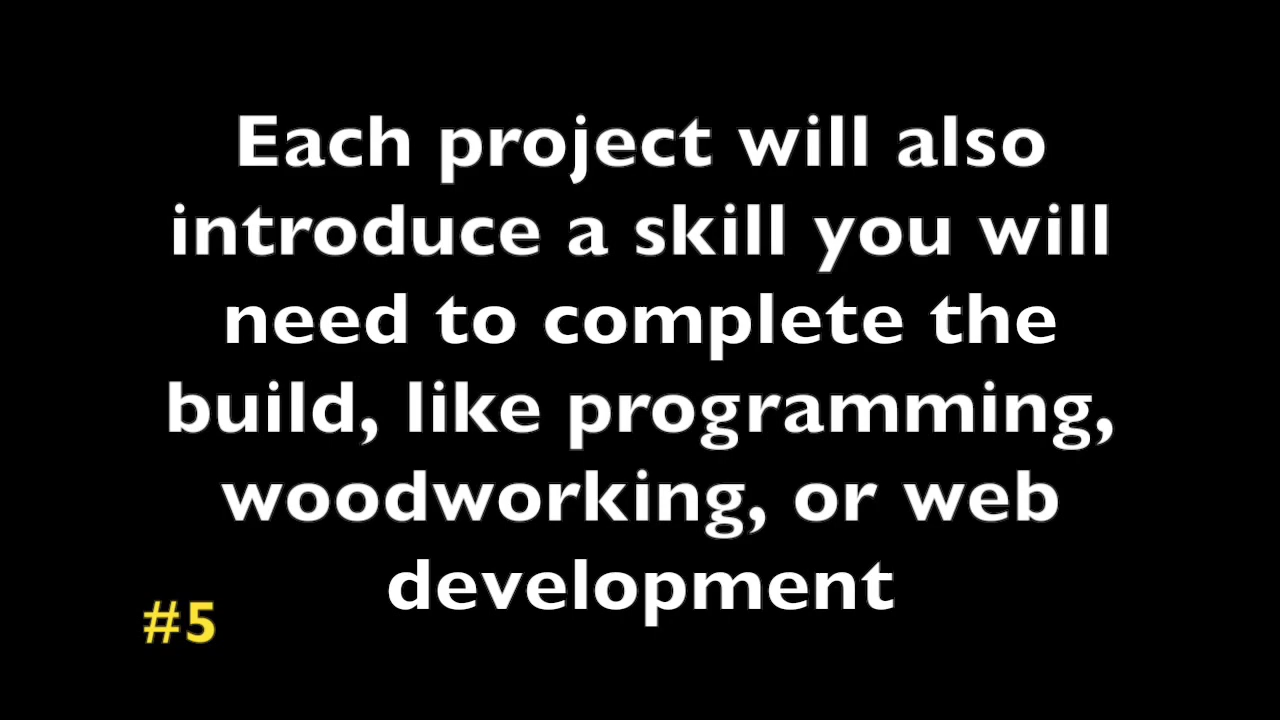 Each project will also
introduce a skill you will
need to complete the
build, like programming,
woodworking, or web
development
#5